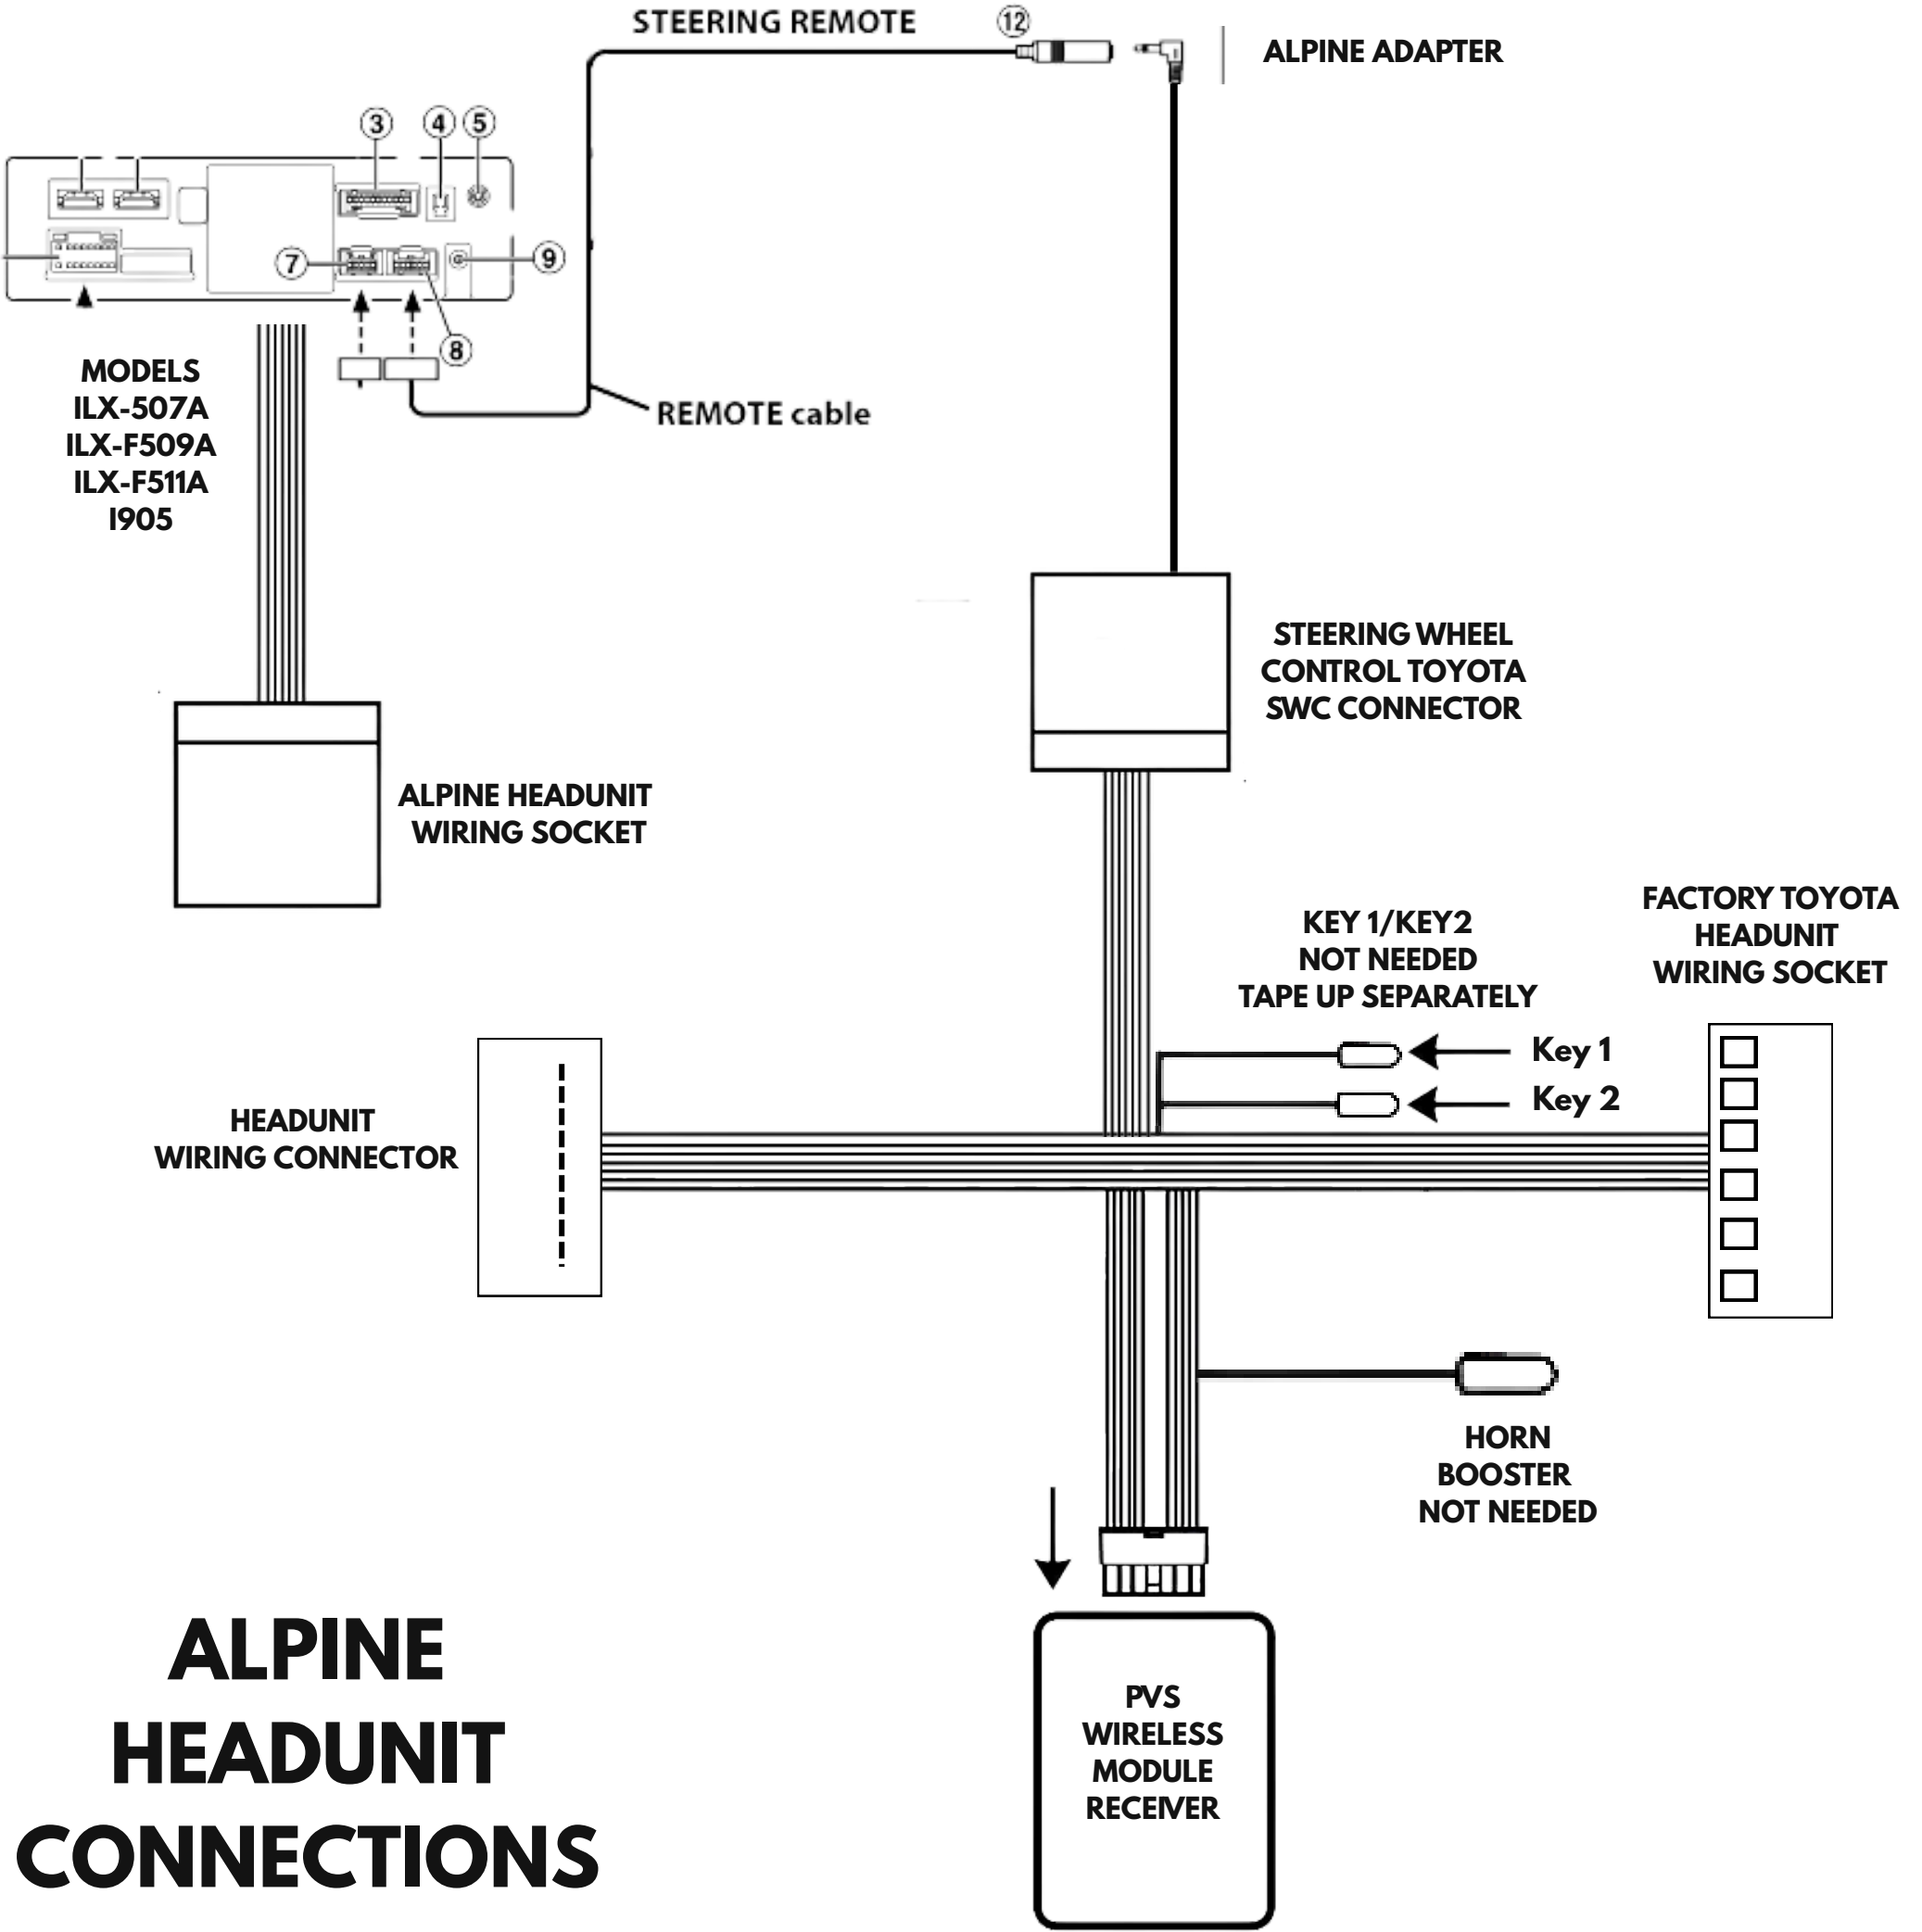 STEERING REMOTE
12
ALPINE ADAPTER
3
4
5
7
9
8
REMOTE cable
MODELS
ILX-507A
ILX-F509A
ILX-F511A
I905
STEERING WHEEL
CONTROL TOYOTA
SWC CONNECTOR
ALPINE HEADUNIT
WIRING SOCKET
KEY 1/KEY2
NOT NEEDED
TAPE UP SEPARATELY
FACTORY TOYOTA
HEADUNIT
WIRING SOCKET
Key 1
Key 2
HEADUNIT
WIRING CONNECTOR
HORN
BOOSTER
NOT NEEDED
PVS
WIRELESS
MODULE
RECEIVER
ALPINE
HEADUNIT
CONNECTIONS